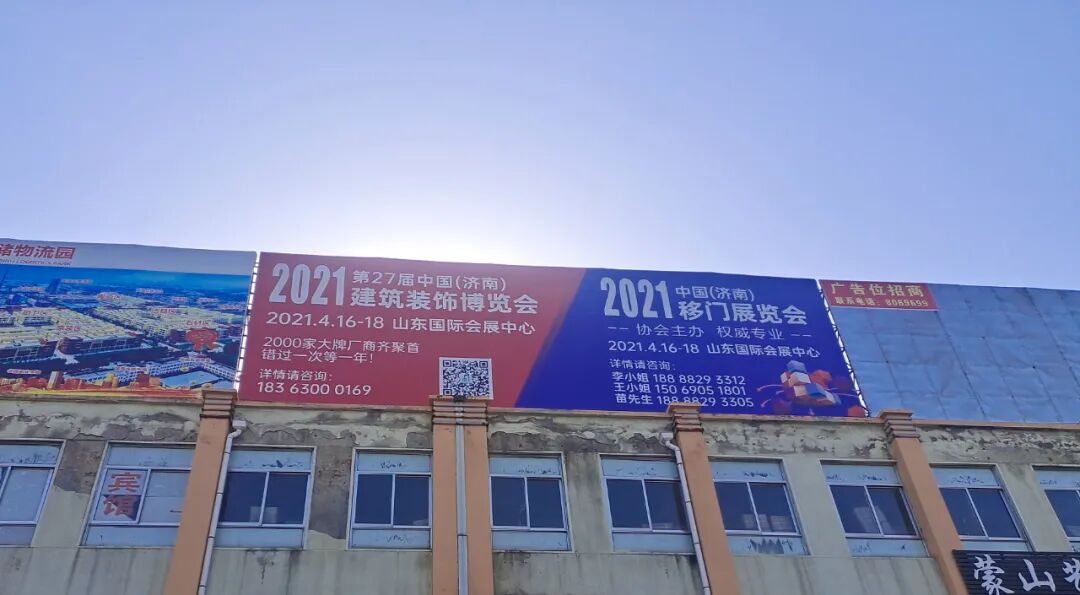 储物流园
2021
第27届中国(济南)
建筑装饰博览会
2021.4.16-18 山东国际会展中心
2000家大牌厂商齐聚首
错过一次等一年!
详情请咨询:
183 6300 0169
2021
中国(济南)
移门展览会
-- 协会主办 权威专业 --
2021.4.16-18 山东国际会展中心
详情请咨询:
李小姐 188 8829 3312
王小姐 150 6905 1801
苗先生 188 8829 3305
广告位招商
联系电话: 8069699
宾馆
蒙山